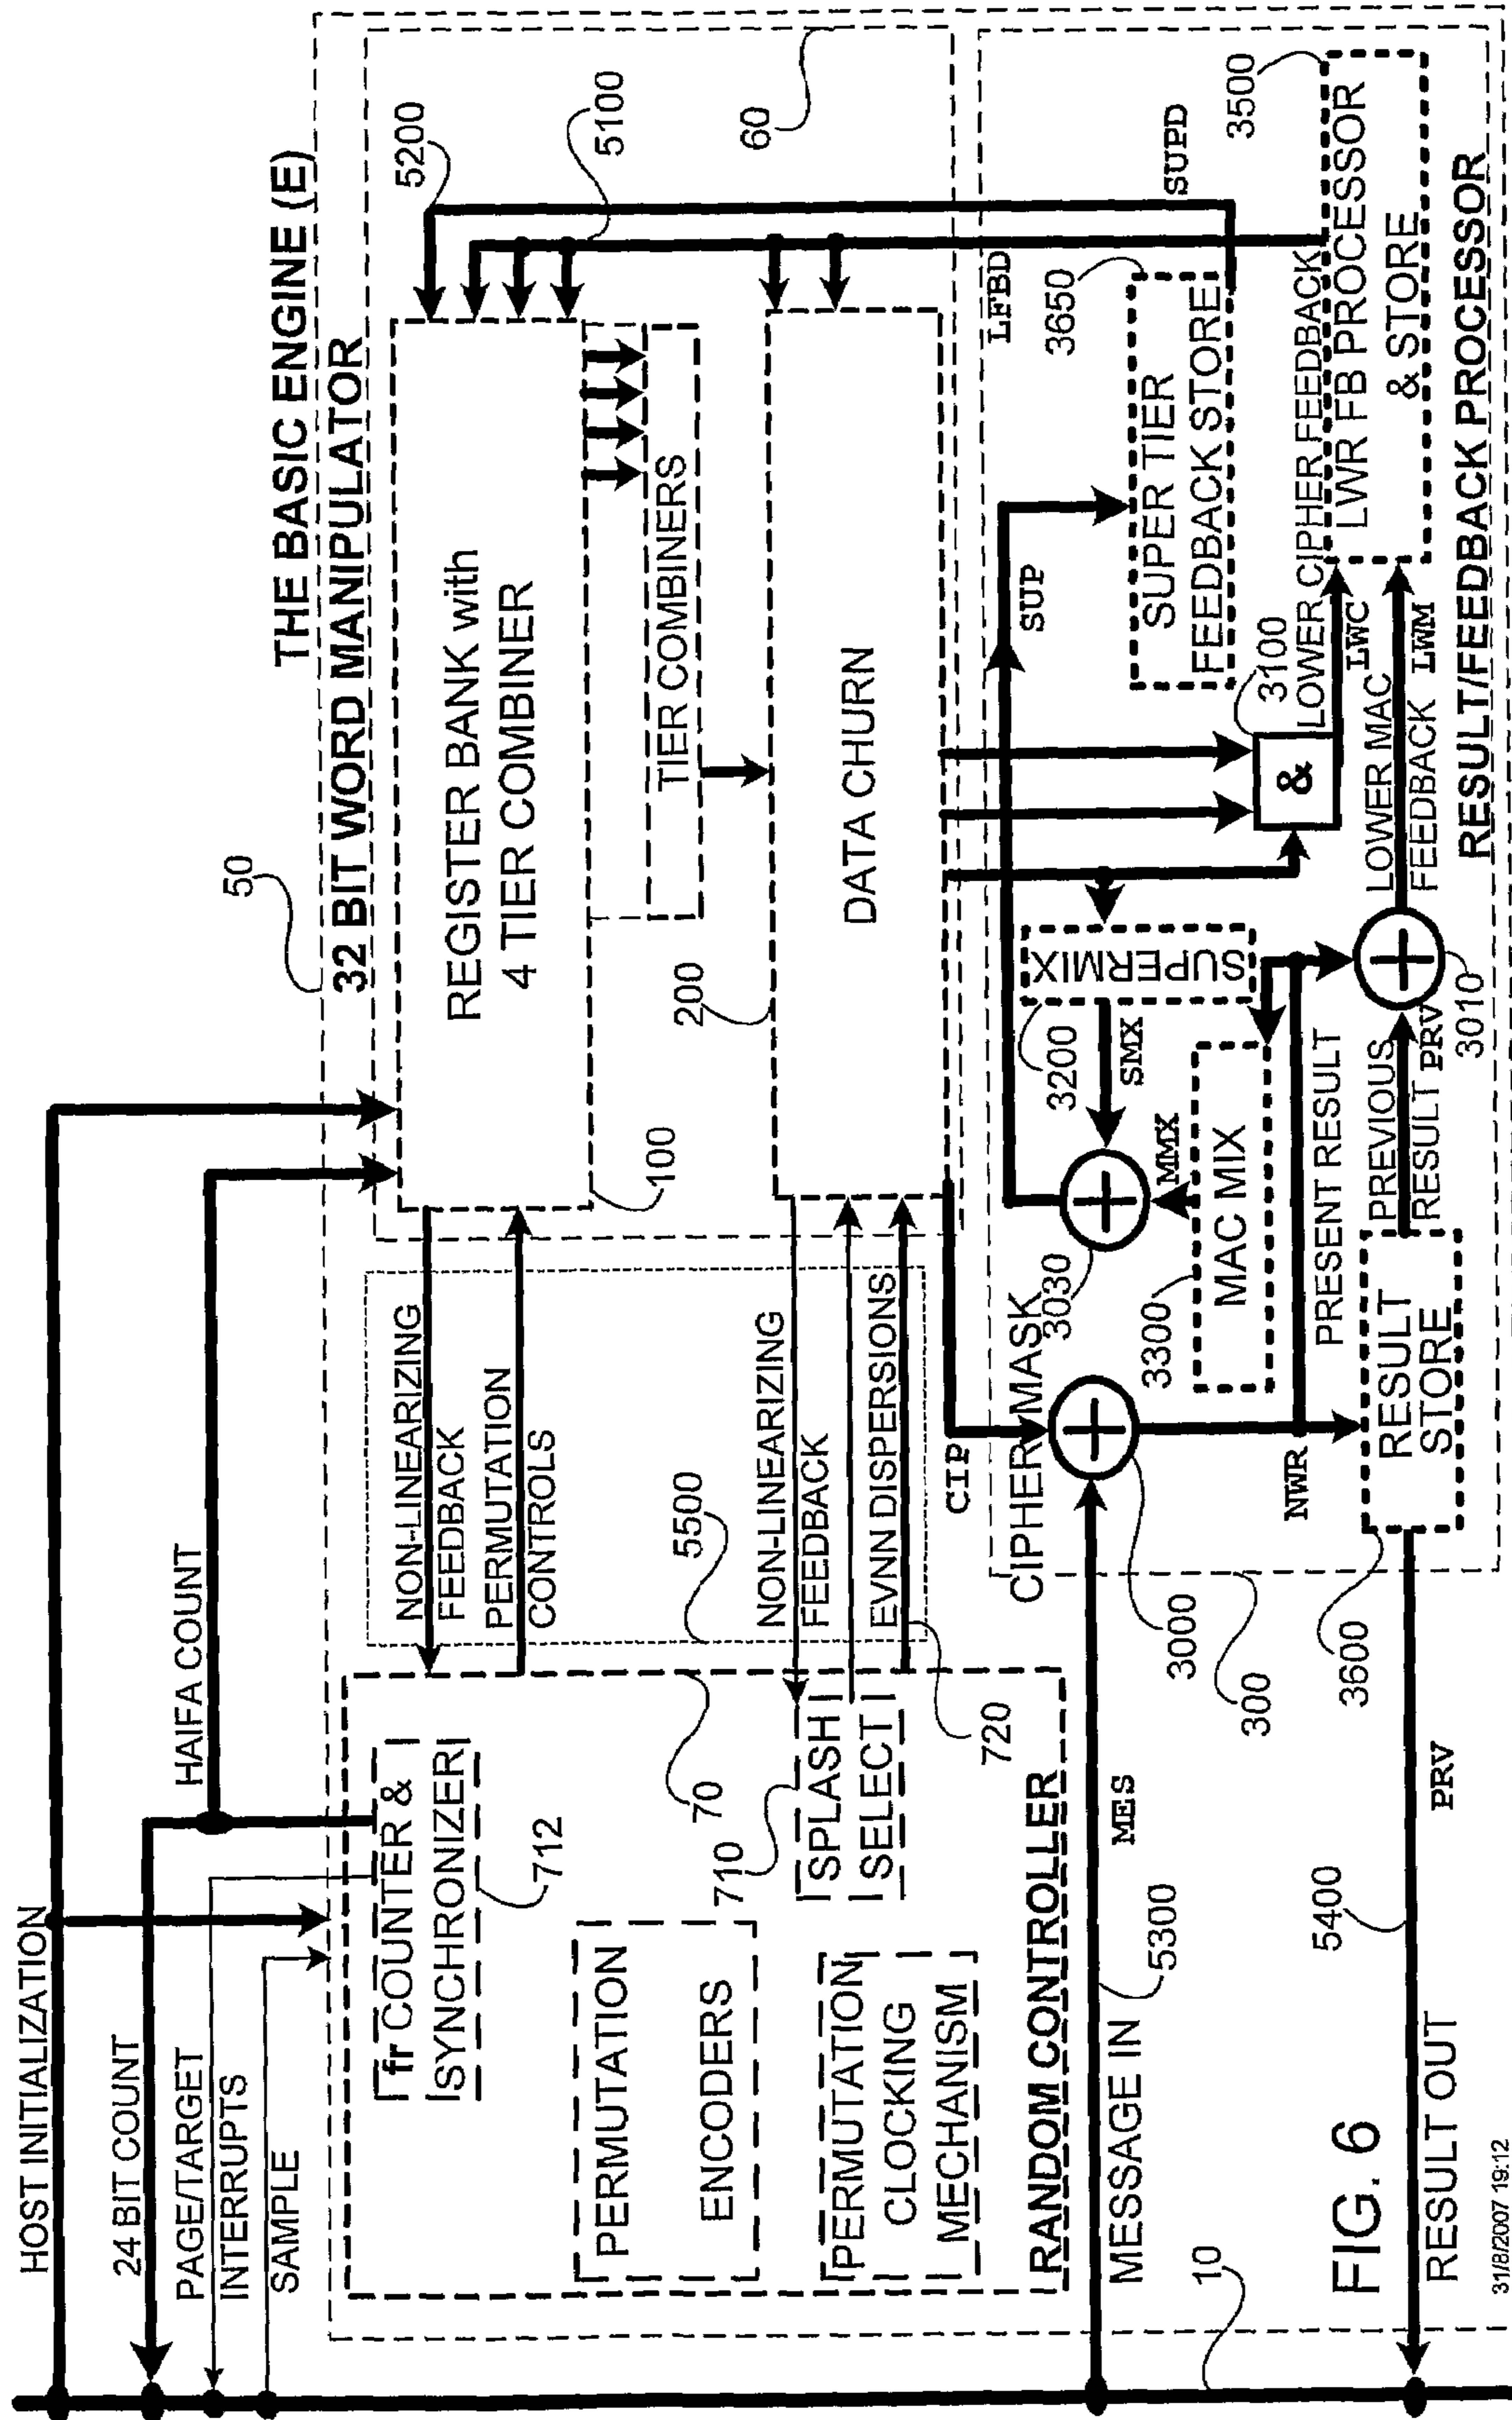 THE BASIC ENGINE (E)
50
32 BIT WORD MANIPULATOR
HOST INITIALIZATION
24 BIT COUNT
PAGE/TARGET
INTERRUPTS
SAMPLE
HAIFA COUNT
fr COUNTER &
SYNCHRONIZER
712
PERMUTATION
ENCODERS
PERMUTATION
CLOCKING
MECHANISM
RANDOM CONTROLLER
70
710
SPLASH
SELECT
720
NON-LINEARIZING
FEEDBACK
PERMUTATION
CONTROLS
5500
NON-LINEARIZING
FEEDBACK
EVNN DISPERSIONS
REGISTER BANK with
4 TIER COMBINER
100
TIER COMBINERS
200
DATA CHURN
5200
5100
60
CIP
CIPHER MASK
3030
3000
300
MESSAGE IN
MES
5300
10
NWR
3300
MAC MIX
MMX
SMX
3200
SUPERMIX
SUP
SUPER TIER
FEEDBACK STORE
3650
LFBD
SUPD
3100
&
LOWER CIPHER FEEDBACK
LWC
LWR FB PROCESSOR
& STORE
3500
LOWER MAC
FEEDBACK LWM
3010
PRESENT RESULT
PREVIOUS
RESULT PRV
RESULT
STORE
3600
RESULT/FEEDBACK PROCESSOR
5400
PRV
RESULT OUT
FIG. 6
31/8/2007 19:12